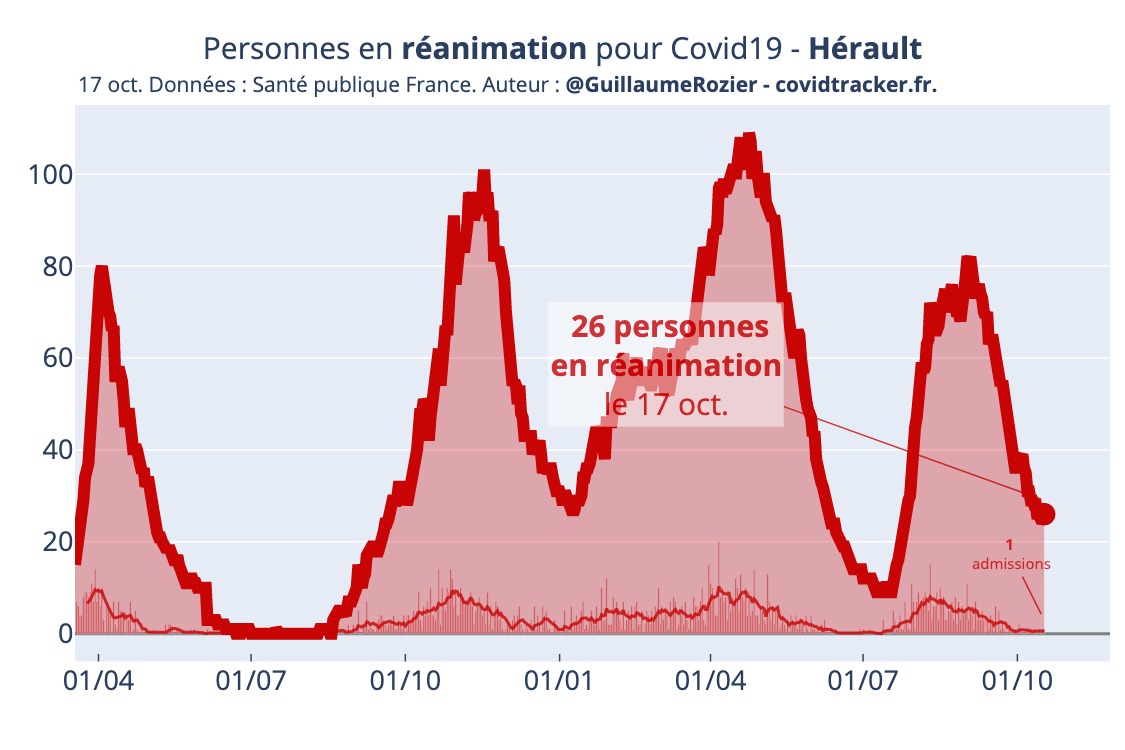 Personnes en réanimation pour Covid19 - Hérault
17 oct. Données : Santé publique France. Auteur : @GuillaumeRozier - covidtracker.fr.
100
80
60
40
20
0
26 personnes
en réanimation
le 17 oct.
1
admissions
01/04 01/07 01/10 01/01 01/04 01/07 01/10